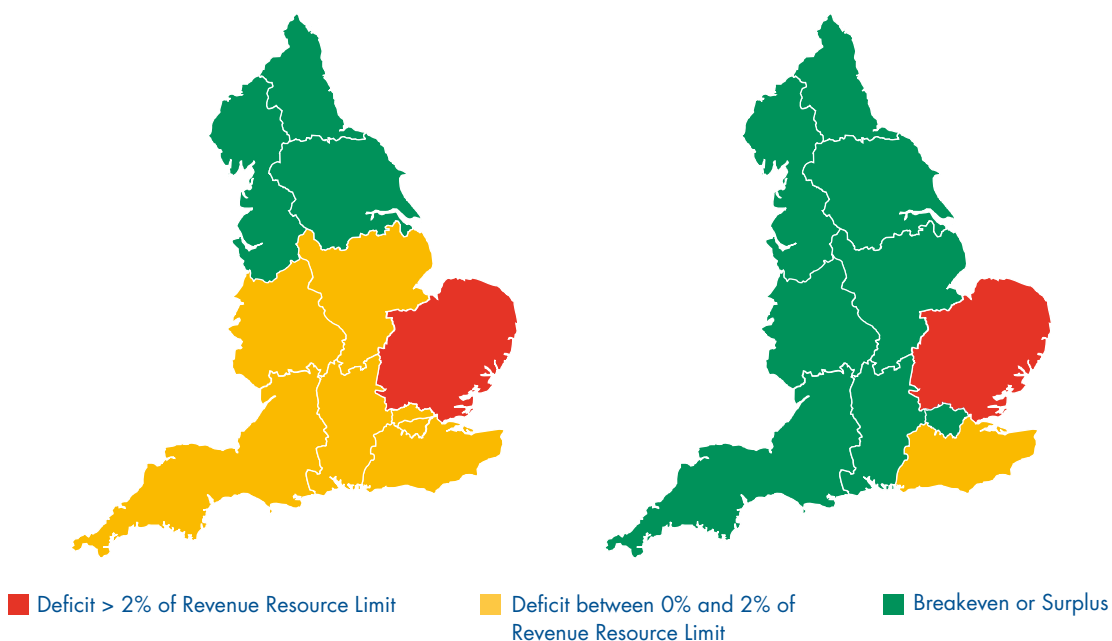 Deficit > 2% of Revenue Resource Limit
Deficit between 0% and 2% of
Revenue Resource Limit
Breakeven or Surplus